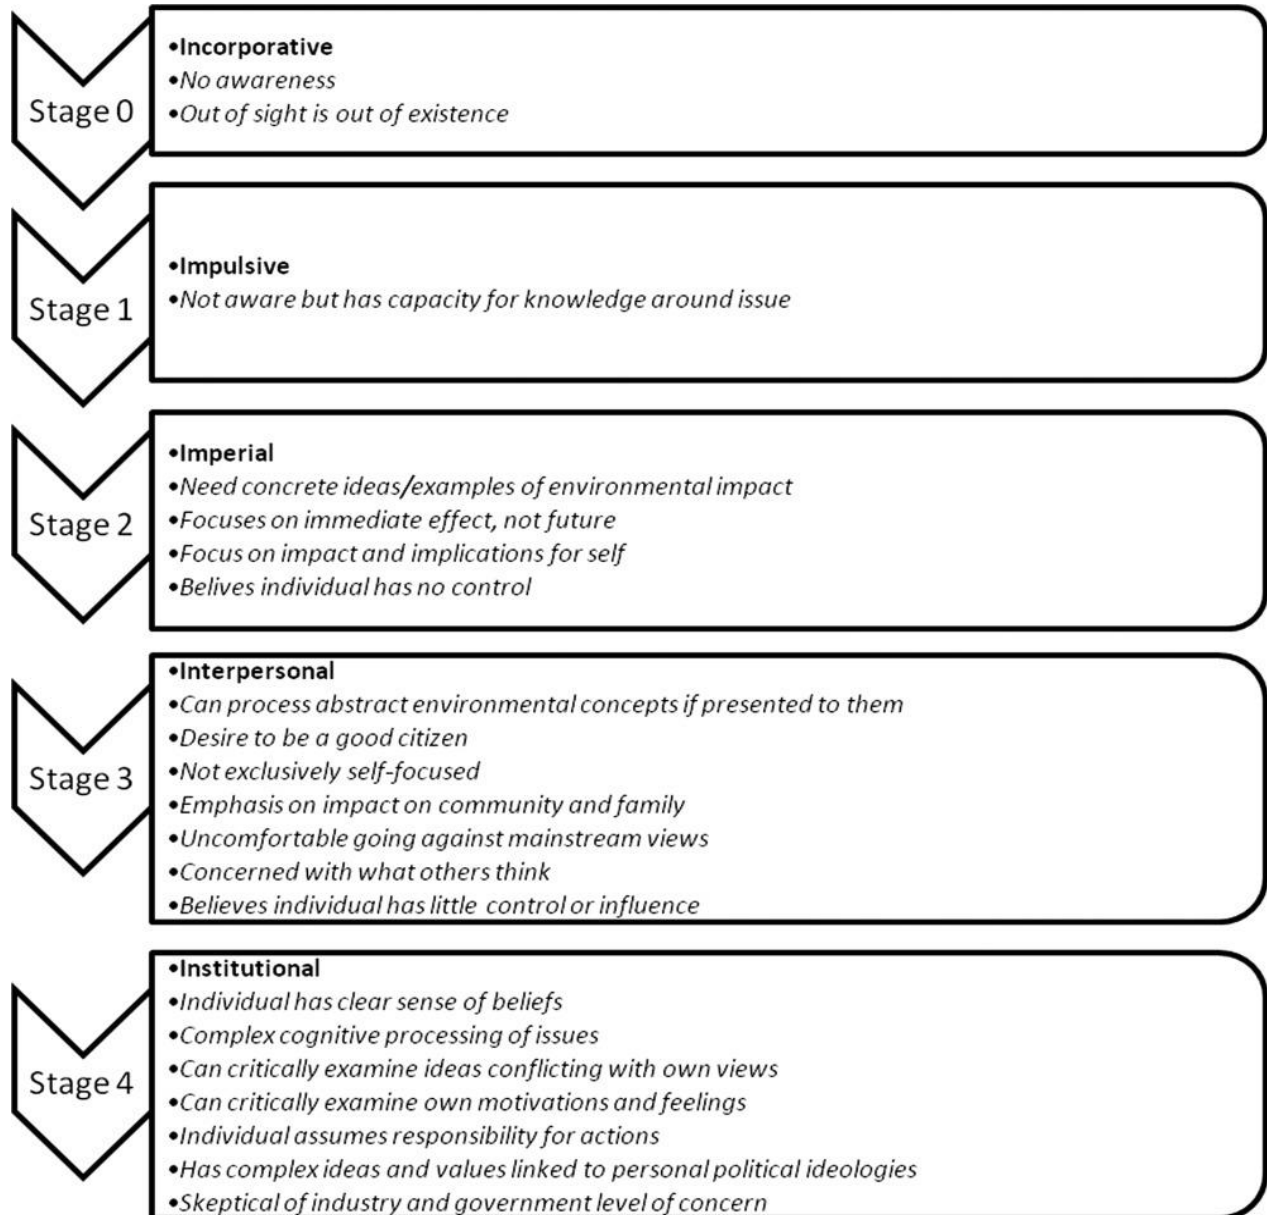 Stage 0
•Incorporative
•No awareness
•Out of sight is out of existence
Stage 1
•Impulsive
•Not aware but has capacity for knowledge around issue
Stage 2
•Imperial
•Need concrete ideas/examples of environmental impact
•Focuses on immediate effect, not future
•Focus on impact and implications for self
•Belives individual has no control
Stage 3
•Interpersonal
•Can process abstract environmental concepts if presented to them
•Desire to be a good citizen
•Not exclusively self-focused
•Emphasis on impact on community and family
•Uncomfortable going against mainstream views
•Concerned with what others think
•Believes individual has little control or influence
Stage 4
•Institutional
•Individual has clear sense of beliefs
•Complex cognitive processing of issues
•Can critically examine ideas conflicting with own views
•Can critically examine own motivations and feelings
•Individual assumes responsibility for actions
•Has complex ideas and values linked to personal political ideologies
•Skeptical of industry and government level of concern